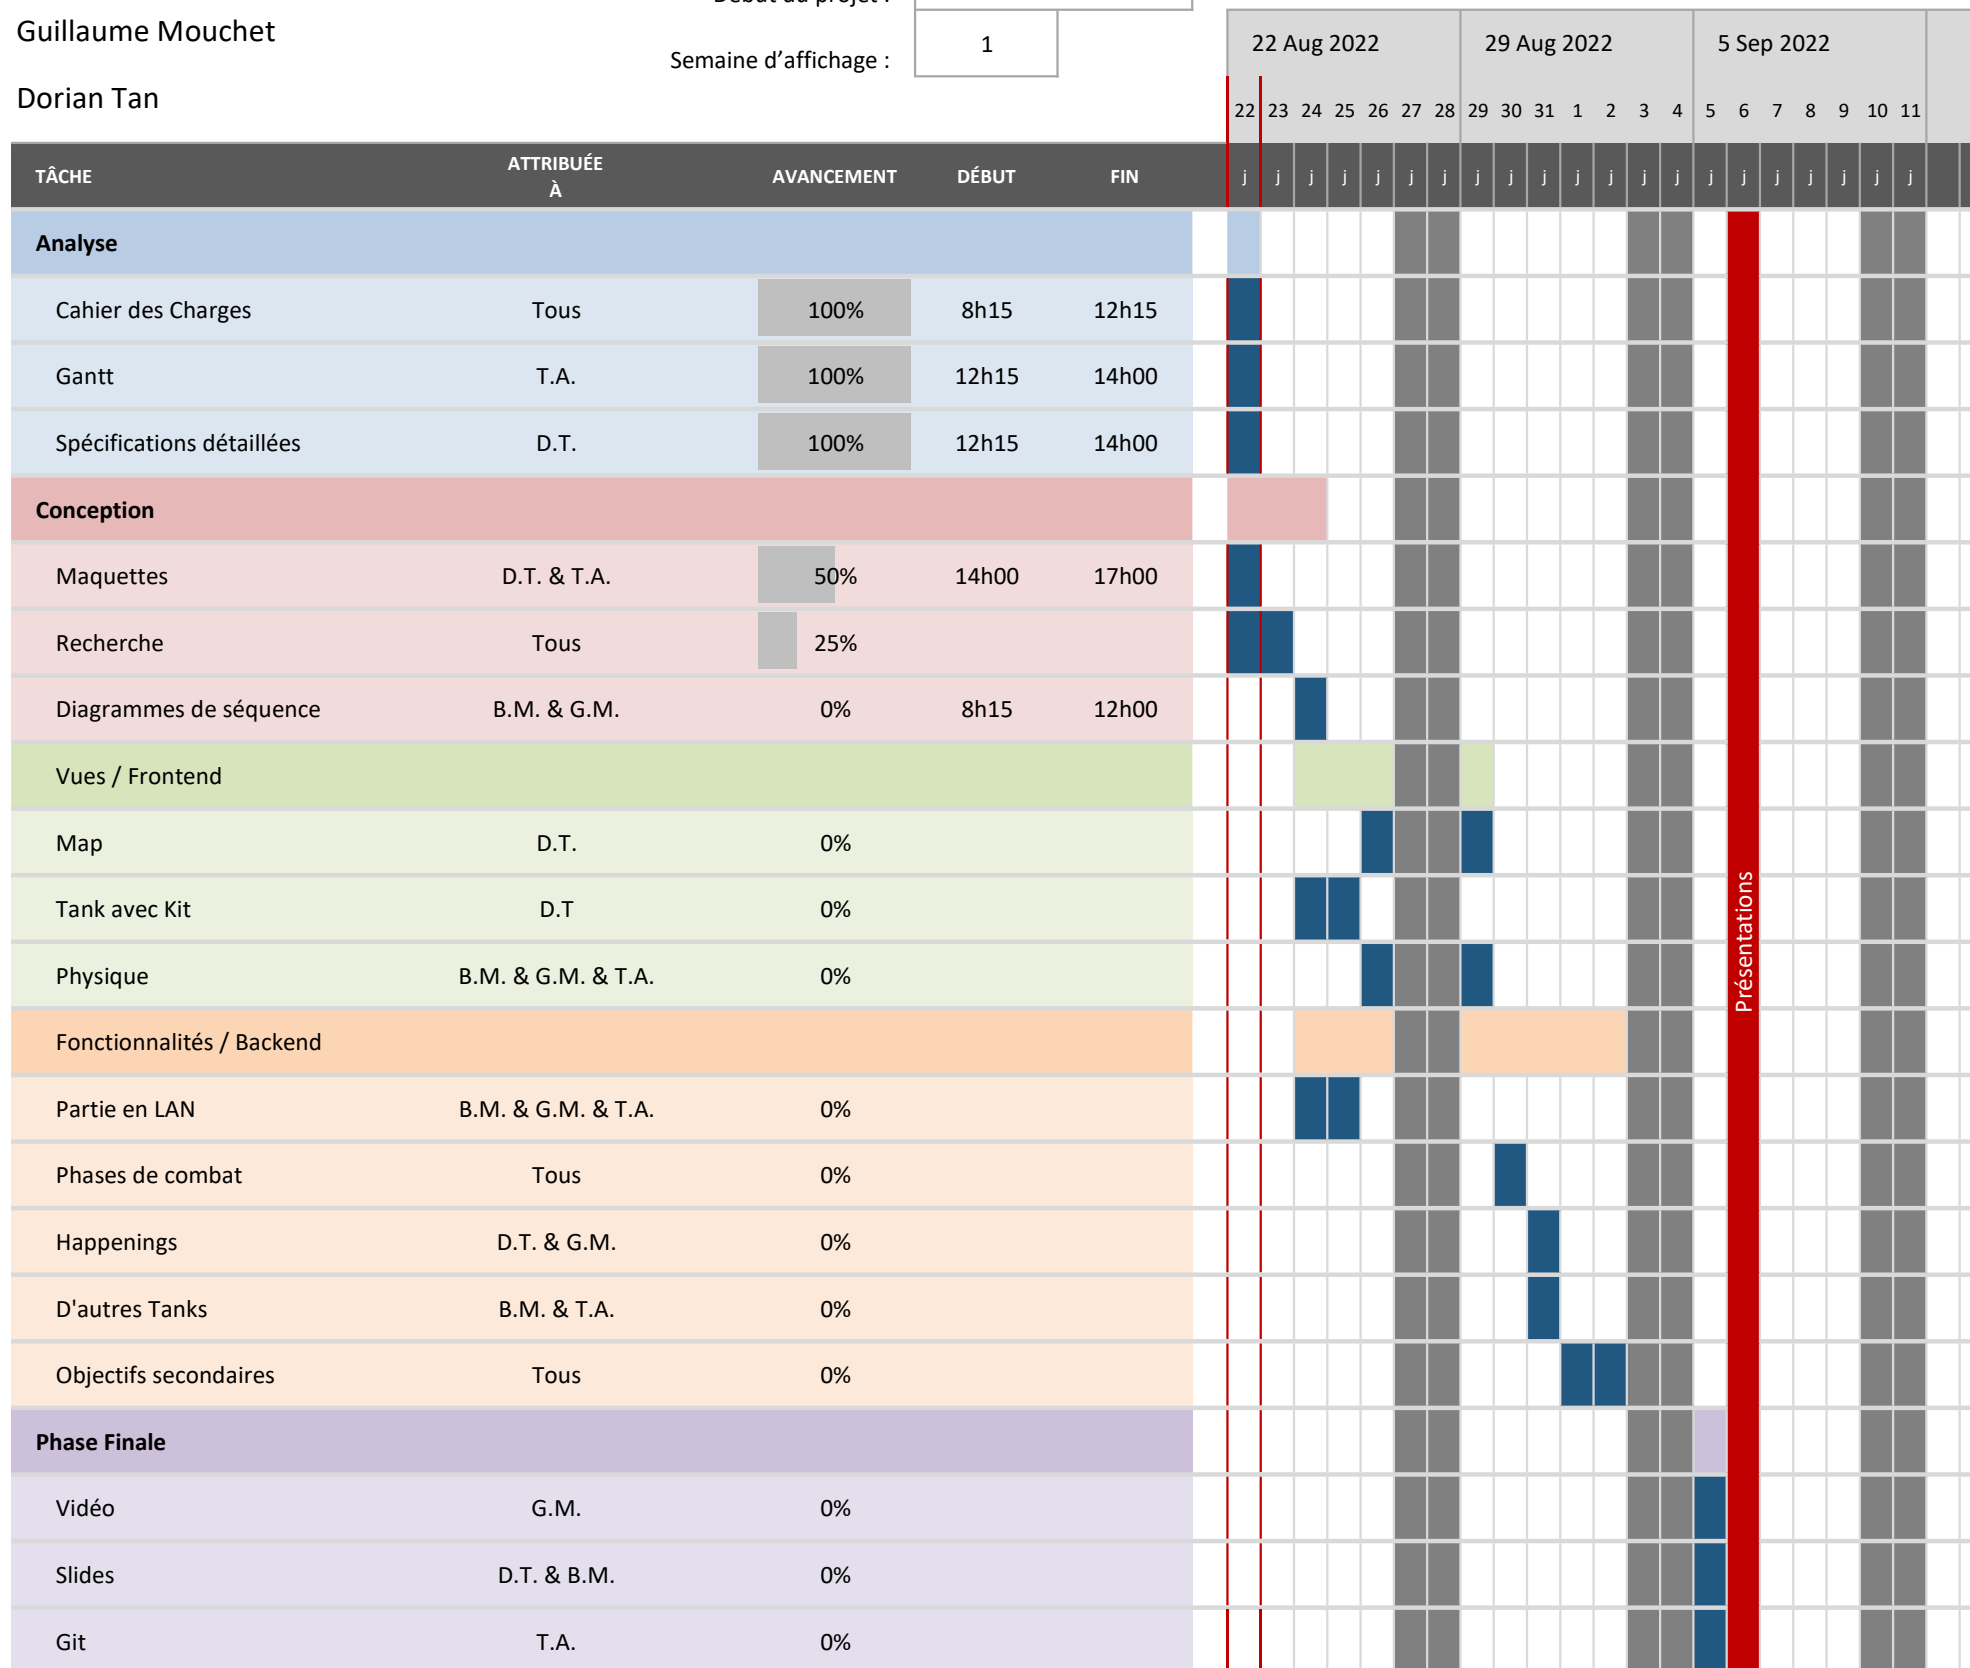 Début du projet :
Guillaume Mouchet
Semaine d’affichage :
1
22 Aug 2022
29 Aug 2022
5 Sep 2022
Dorian Tan
22 23 24 25 26 27 28 29 30 31 1 2 3 4 5 6 7 8 9 10 11
TÂCHE
ATTRIBUÉE
À
AVANCEMENT
DÉBUT
FIN
j j j j j j j j j j j j j j j j j j j j j
Analyse
Cahier des Charges Tous 100% 8h15 12h15
Gantt T.A. 100% 12h15 14h00
Spécifications détaillées D.T. 100% 12h15 14h00
Conception
Maquettes D.T. & T.A. 50% 14h00 17h00
Recherche Tous 25%
Diagrammes de séquence B.M. & G.M. 0% 8h15 12h00
Vues / Frontend
Map D.T. 0%
Tank avec Kit D.T 0%
Physique B.M. & G.M. & T.A. 0%
Présentations
Fonctionnalités / Backend
Partie en LAN B.M. & G.M. & T.A. 0%
Phases de combat Tous 0%
Happenings D.T. & G.M. 0%
D'autres Tanks B.M. & T.A. 0%
Objectifs secondaires Tous 0%
Phase Finale
Vidéo G.M. 0%
Slides D.T. & B.M. 0%
Git T.A. 0%